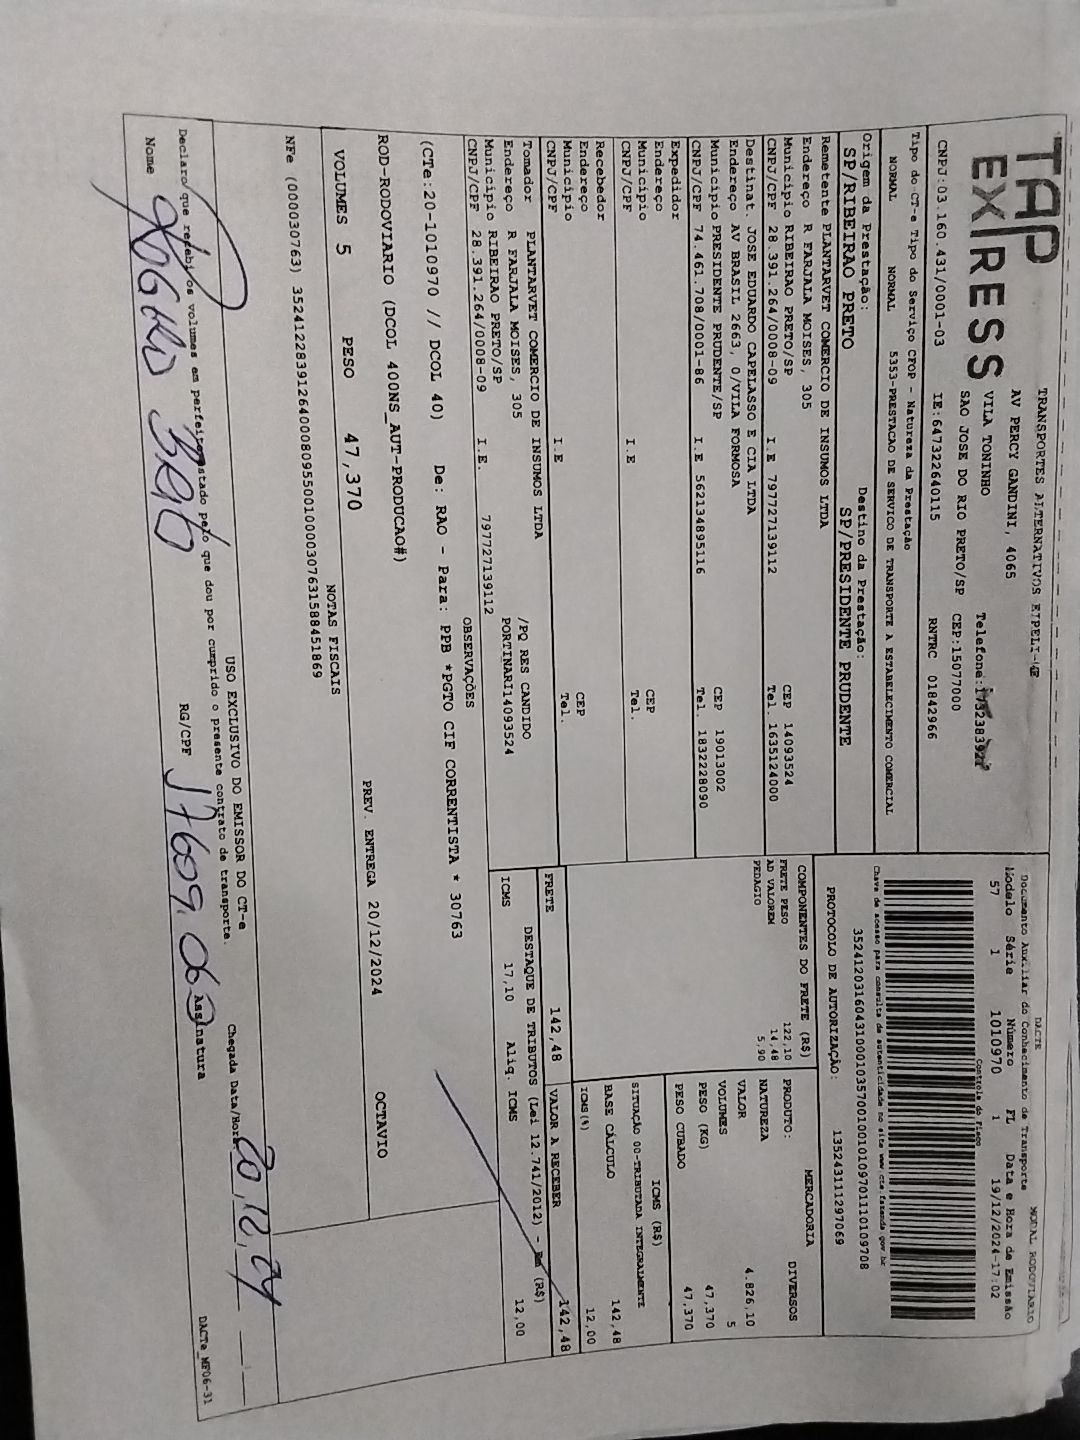 TAP
EXPRESS
TRANSPORTES ALTERNATIVOS
AV PERCY GANDINI, 4065
VILA TONINHO
SAO JOSE DO RIO PRETO/SP CEP:15077000
CNPJ:03.160.431/0001-03 IE:647322640115 RNTRC 01842966
Tipo do CT-e Tipo do Serviço CFOP - Natureza da Prestação
NORMAL NORMAL 5353-PRESTACAO DE SERVICO DE TRANSPORTE A ESTABELECIMENTO COMERCIAL
Origem da Prestação: Destino da Prestação:
SP/RIBEIRAO PRETO SP/PRESIDENTE PRUDENTE
Remetente PLANTARVET COMERCIO DE INSUMOS LTDA
Endereço R FARJALA MOISES, 305 CEP 14093524
Município RIBEIRAO PRETO/SP Tel. 1635124000
CNPJ/CPF 28.391.264/0008-09 I.E 797727139112
Destinat. JOSE EDUARDO CAPELASSO E CIA LTDA
Endereço AV BRASIL 2663, 0/VILA FORMOSA
Município PRESIDENTE PRUDENTE/SP CEP 19013002
CNPJ/CPF 74.461.708/0001-86 I.E 562134895116 Tel. 1832228090
Expedidor
Endereço
Município CEP
CNPJ/CPF I.E Tel.
Recebedor
Endereço
Município CEP
CNPJ/CPF I.E Tel.
Tomador PLANTARVET COMERCIO DE INSUMOS LTDA
Endereço R FARJALA MOISES, 305 /PQ RES CANDIDO
Município RIBEIRAO PRETO/SP PORTINARI14093524
CNPJ/CPF 28.391.264/0008-09 I.E. 797727139112
DACTE MODAL RODOVIARIO
Documento Auxiliar do Conhecimento de Transporte
Modelo Série Número FL Data e Hora de Emissão
57 1 1010970 1 19/12/2024-17:02
Controle do Fisco
Chave de acesso para consulta de autenticidade no site www.cte.fazenda.gov.br
35241203160431000103570010010109701110109708
PROTOCOLO DE AUTORIZAÇÃO: 135243111297069
COMPONENTES DO FRETE (R$)
FRETE PESO 122,10
AD VALOREM 14,48
PEDAGIO 5,90
MERCADORIA
PRODUTO: DIVERSOS
NATUREZA
VALOR 4.826,10
VOLUMES 5
PESO (KG) 47,370
PESO CUBADO 47,370
ICMS (R$)
SITUAÇÃO 00-TRIBUTADA INTEGRALMENTE
BASE CÁLCULO 142,48
ICMS(%) 12,00
FRETE 142,48 VALOR A RECEBER 142,48
DESTAQUE DE TRIBUTOS (Lei 12.741/2012) - (R$)
ICMS 17,10 Aliq. ICMS 12,00
OBSERVAÇÕES
(CTe:20-1010970 // DCOL 40) De: RAO - Para: PPB *PGTO CIF CORRENTISTA * 30763
ROD-RODOVIARIO (DCOL 400NS_AUT-PRODUCAO#)
PREV. ENTREGA 20/12/2024 OCTAVIO
VOLUMES 5 PESO 47,370
NOTAS FISCAIS
NFe (000030763) 35241228391264000809550010000307631588451869
USO EXCLUSIVO DO EMISSOR DO CT-e
Declaro que recebi os volumes em perfeito estado pelo que dou por cumprido o presente contrato de transporte.
Chegada Data/Hora 20,12,24
Nome RG/CPF Assinatura
DACTe_MF06-31